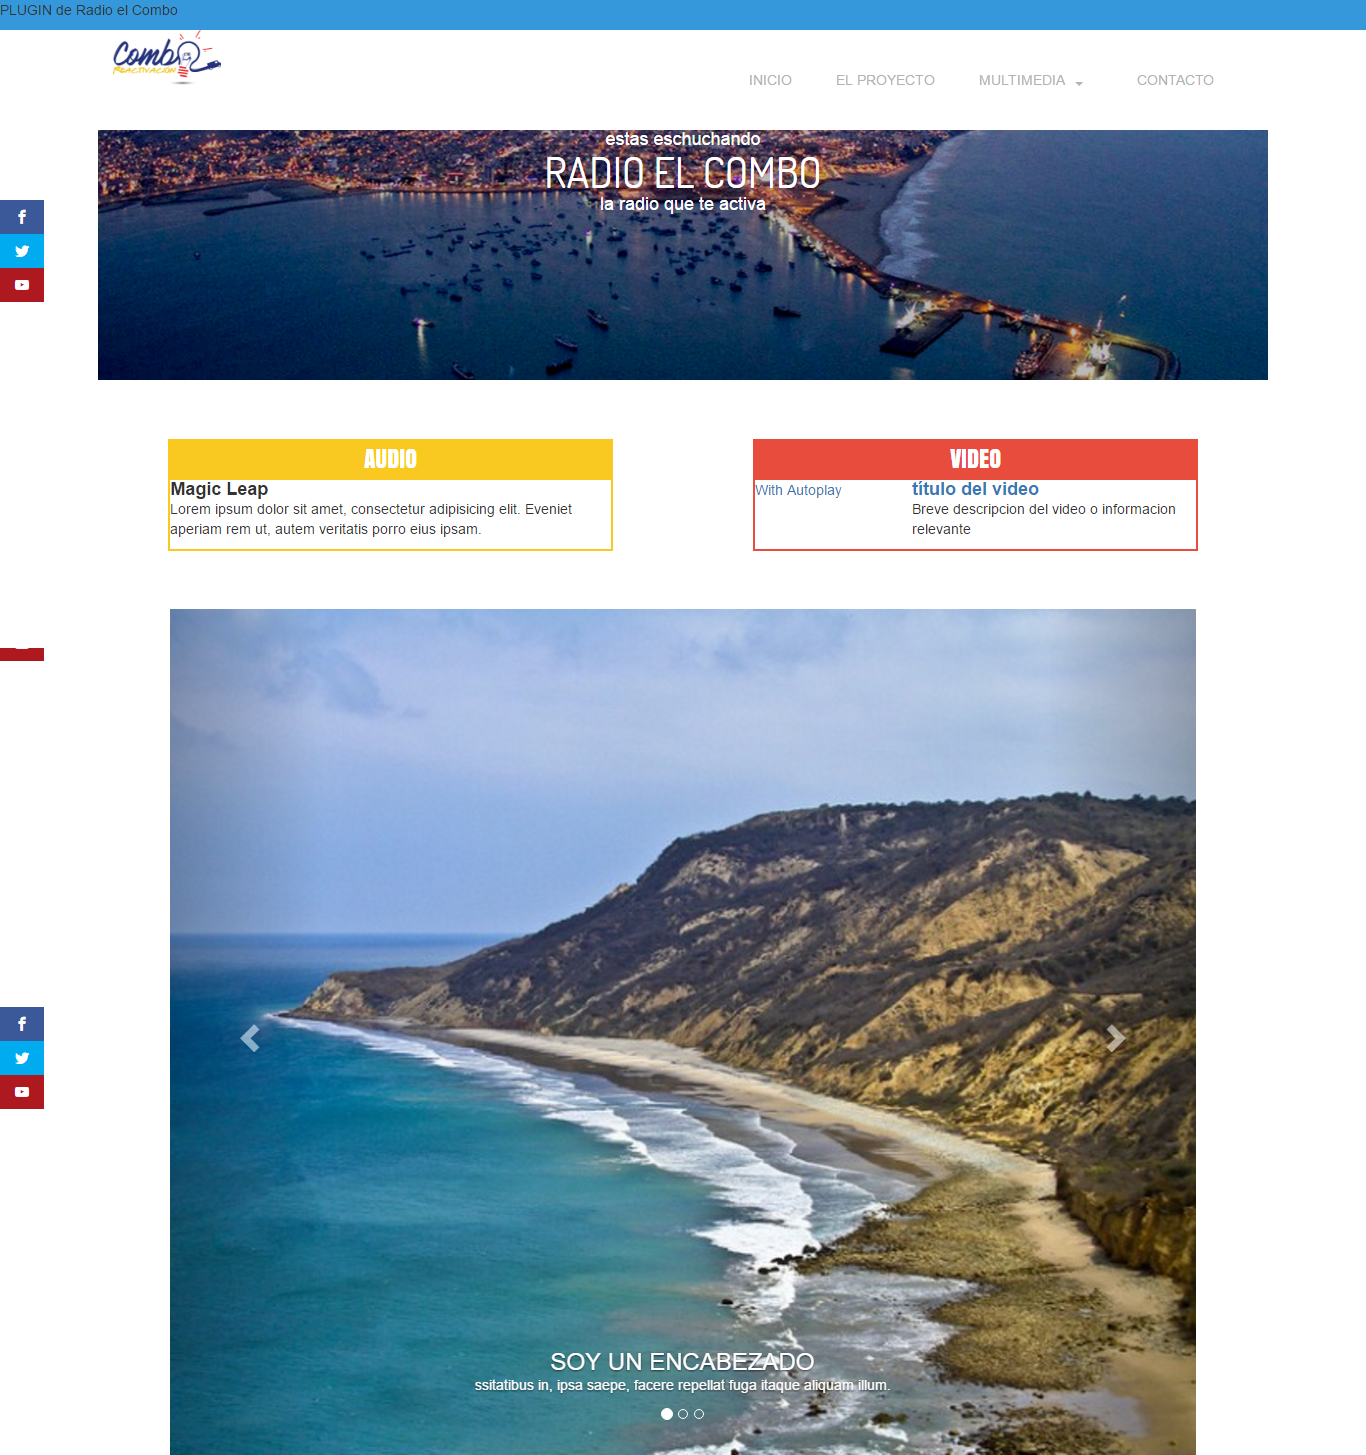 PLUGIN de Radio el Combo
Combo
REACTIVACIÓN
INICIO EL PROYECTO MULTIMEDIA CONTACTO
estas eschuchando
RADIO EL COMBO
la radio que te activa
AUDIO
Magic Leap
Lorem ipsum dolor sit amet, consectetur adipisicing elit. Eveniet
aperiam rem ut, autem veritatis porro eius ipsam.
VIDEO
With Autoplay
título del video
Breve descripcion del video o informacion
relevante
SOY UN ENCABEZADO
ssitatibus in, ipsa saepe, facere repellat fuga itaque aliquam illum.